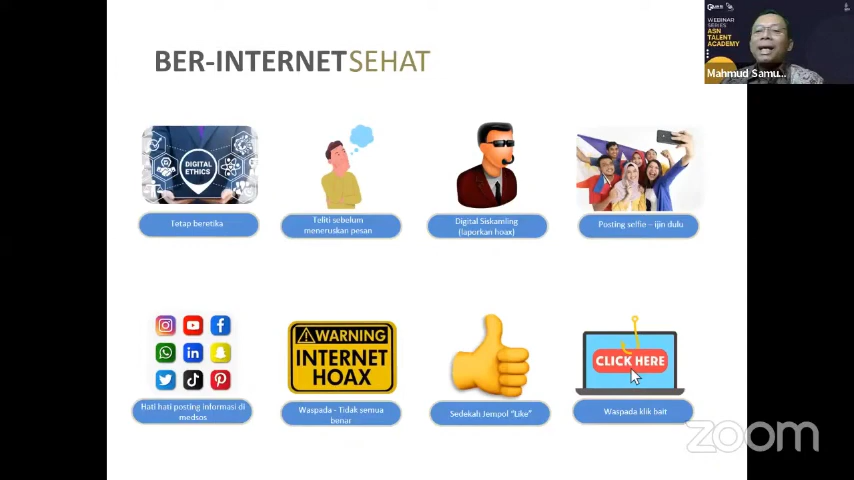 BER-INTERNET SEHAT
WEBINAR
SERIES
ASN
TALENT
ACADEMY
Mahmud Samu...
DIGITAL
ETHICS
Tetap beretika
Teliti sebelum
meneruskan pesan
Digital Siskamling
(laporkan hoax)
Posting selfie – ijin dulu
WARNING
INTERNET
HOAX
CLICK HERE
Hati hati posting informasi di
medsos
Waspada - Tidak semua
benar
Sedekah Jempol "Like"
Waspada klik bait
zoom